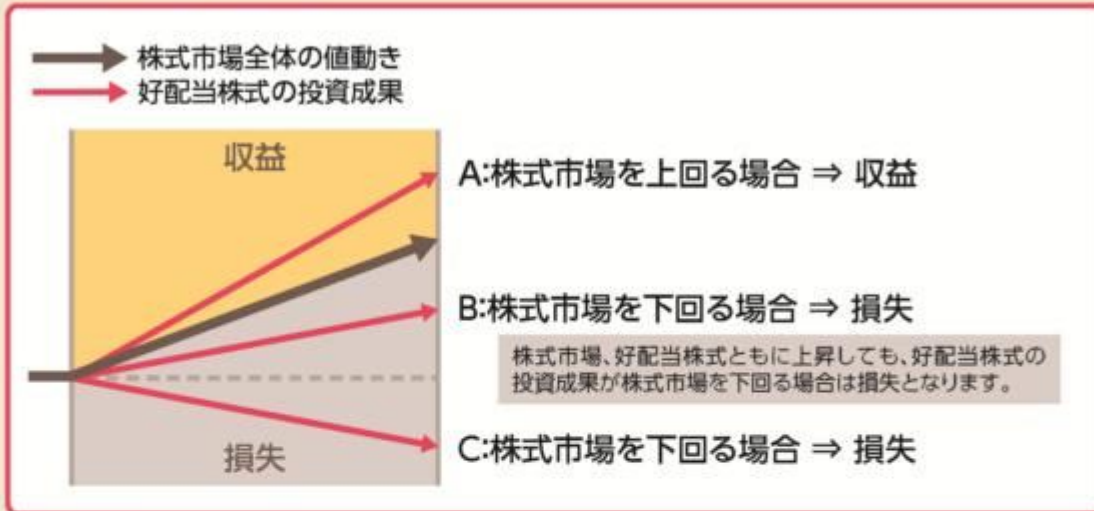 株式市場全体の値動き
好配当株式の投資成果
収益
A:株式市場を上回る場合 ⇒ 収益
B:株式市場を下回る場合 ⇒ 損失
株式市場、好配当株式ともに上昇しても、好配当株式の
投資成果が株式市場を下回る場合は損失となります。
損失
C:株式市場を下回る場合 ⇒ 損失